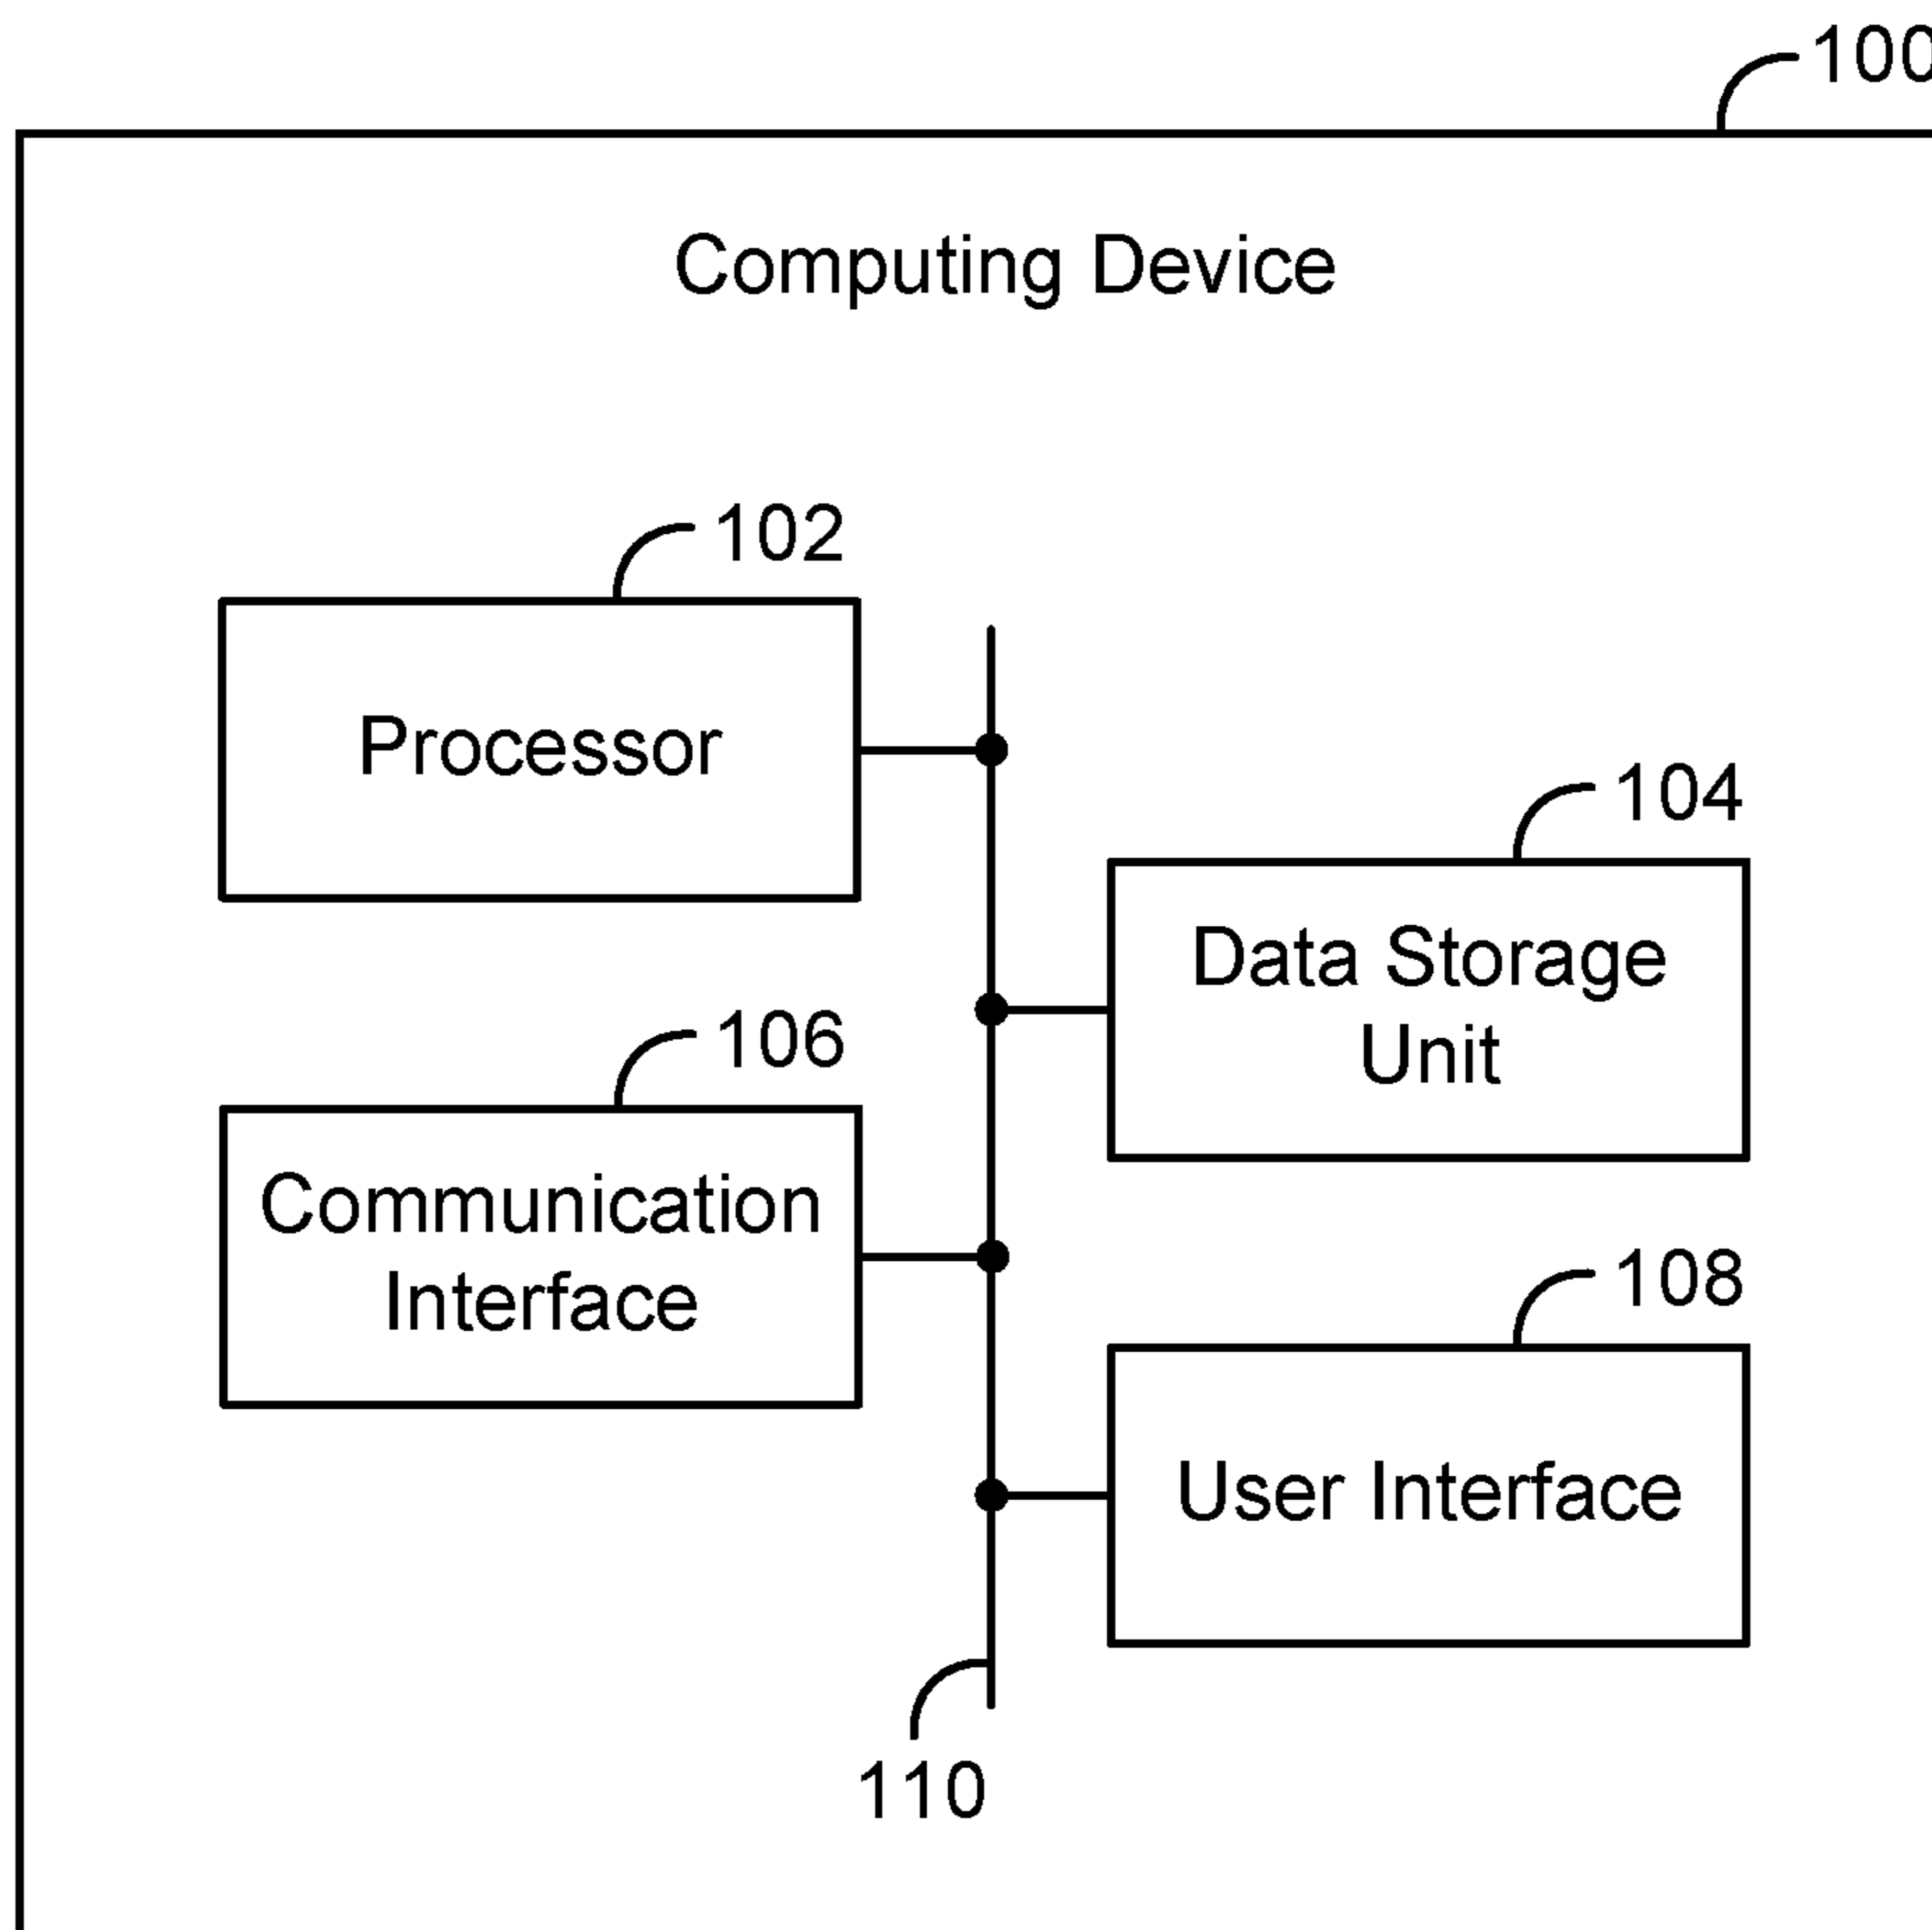 100
Computing Device
102
Processor
104
Data Storage
Unit
106
Communication
Interface
108
User Interface
110